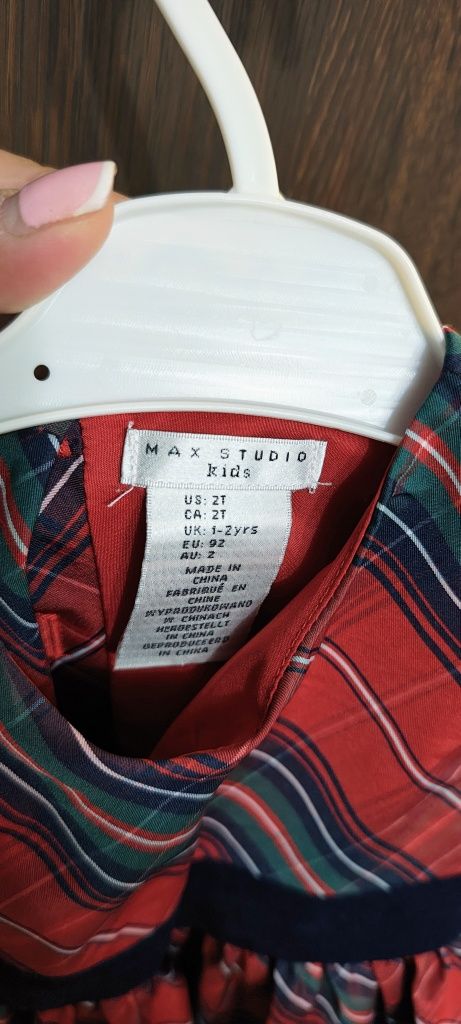 MAX STUDIO
kids
US: 2T
CA: 2T
UK: 1-2yrs
EU: 92
AU: 2
MADE IN
CHINA
FABRIQUÉ EN
CHINE
WYPRODUKOWANO
W CHINACH
HERGESTELLT
IN CHINA
GEPRODUCEERD
IN CHINA